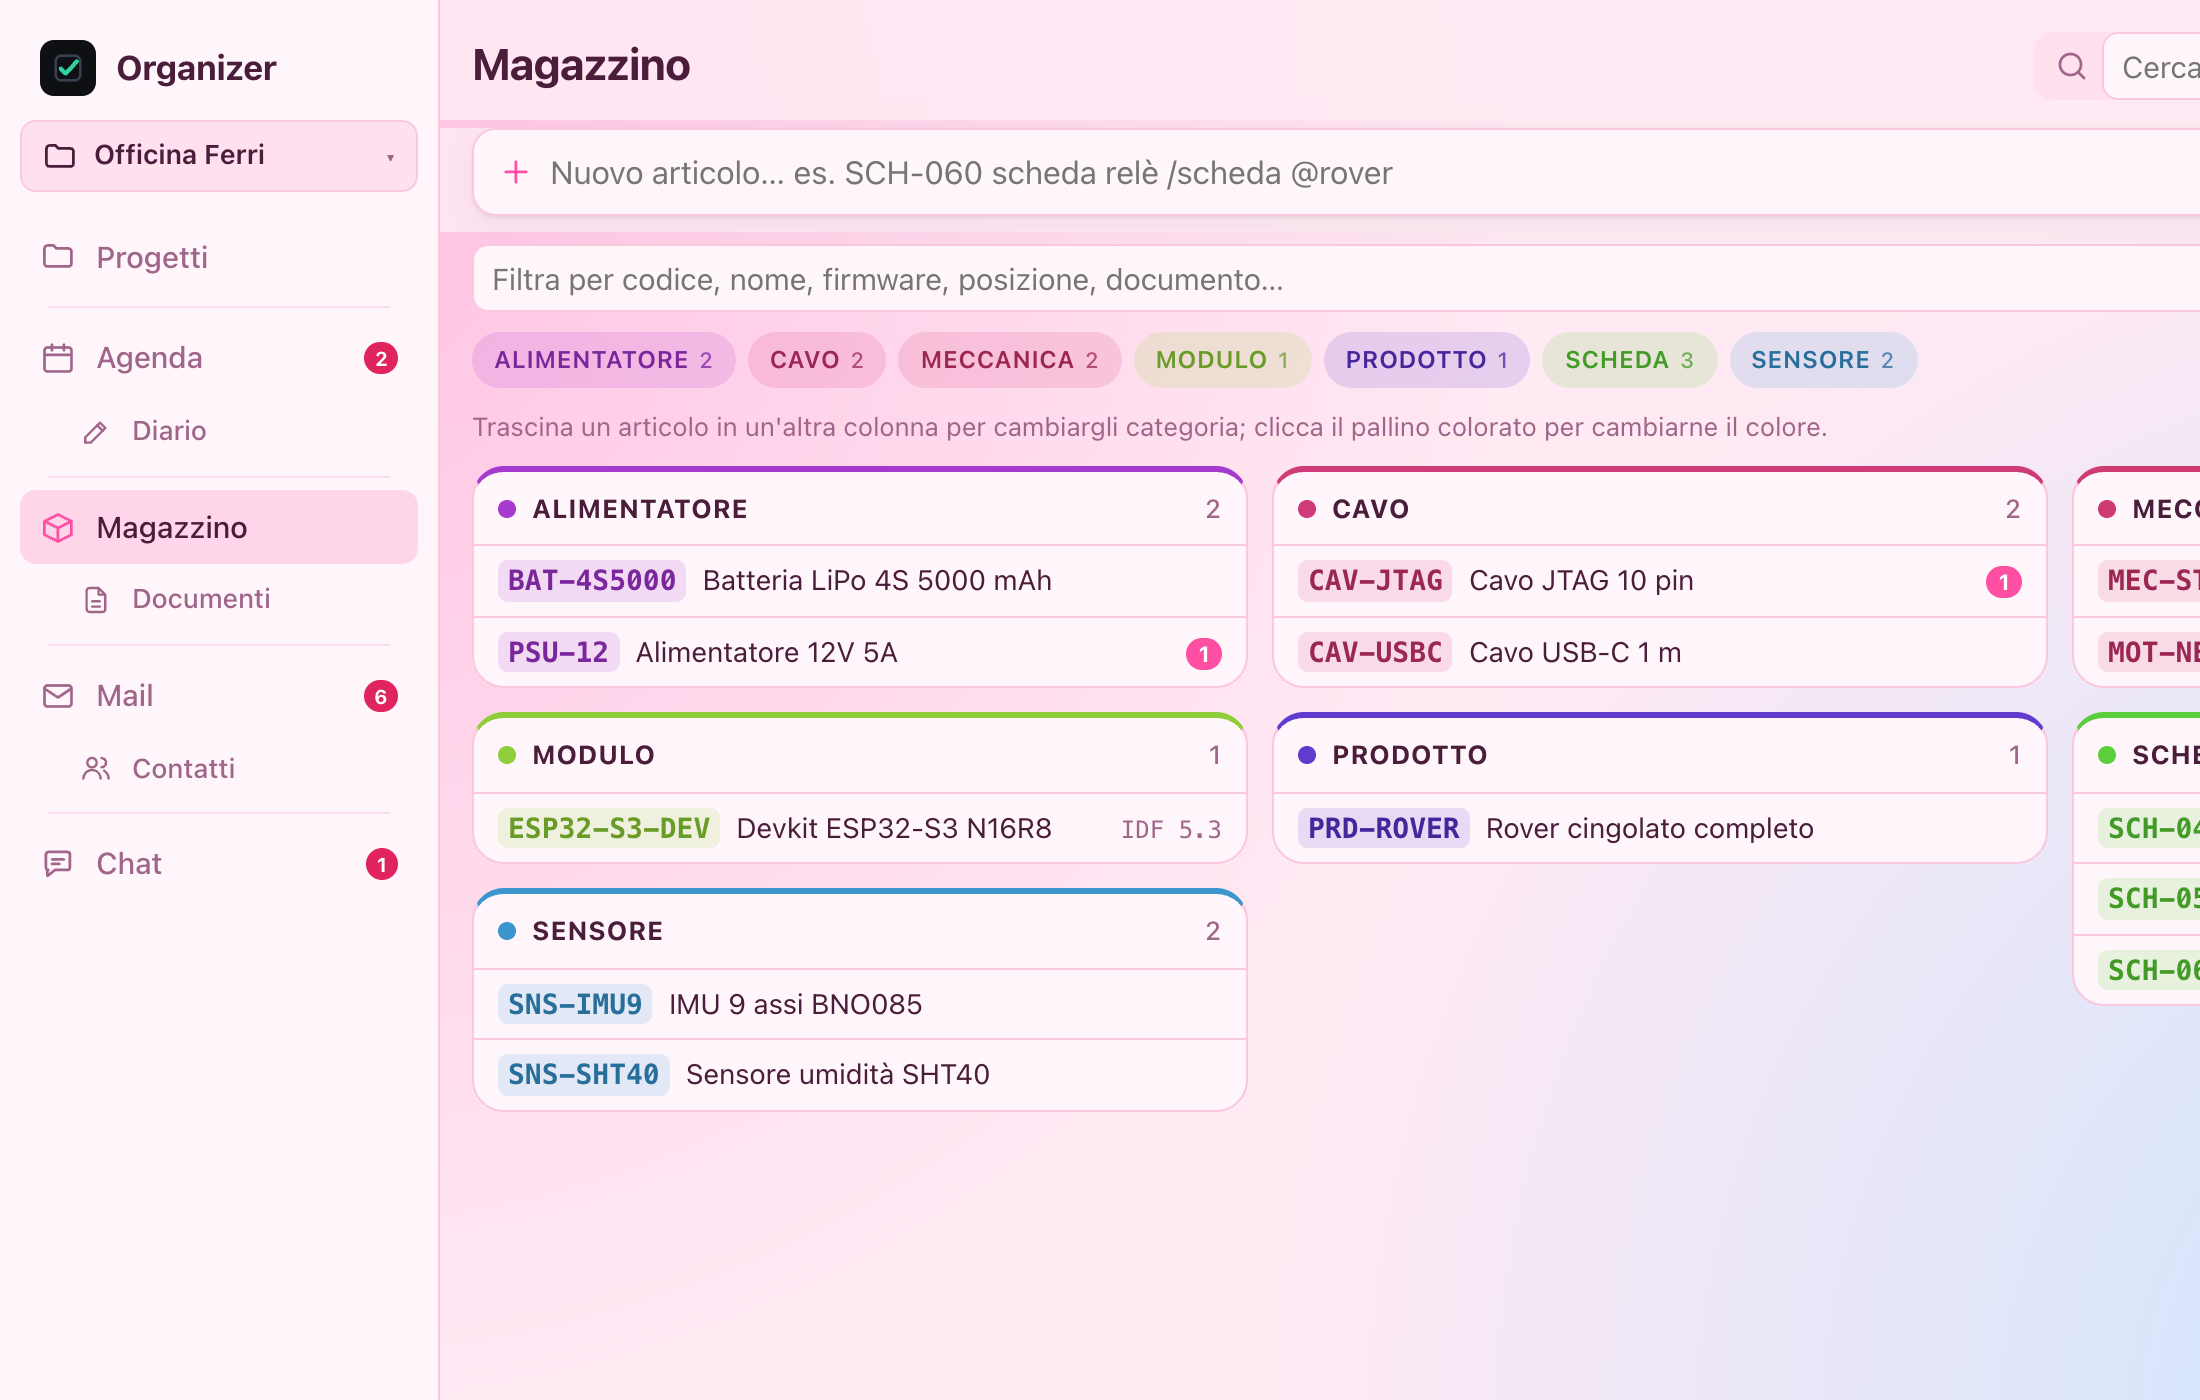 Organizer
Officina Ferri
Progetti
Agenda 2
Diario
Magazzino
Documenti
Mail 6
Contatti
Chat 1
Magazzino
Cerca
Nuovo articolo... es. SCH-060 scheda relè /scheda @rover
Filtra per codice, nome, firmware, posizione, documento...
ALIMENTATORE 2 CAVO 2 MECCANICA 2 MODULO 1 PRODOTTO 1 SCHEDA 3 SENSORE 2
Trascina un articolo in un'altra colonna per cambiargli categoria; clicca il pallino colorato per cambiarne il colore.
ALIMENTATORE 2
BAT-4S5000 Batteria LiPo 4S 5000 mAh
PSU-12 Alimentatore 12V 5A 1
CAVO 2
CAV-JTAG Cavo JTAG 10 pin 1
CAV-USBC Cavo USB-C 1 m
MODULO 1
ESP32-S3-DEV Devkit ESP32-S3 N16R8 IDF 5.3
PRODOTTO 1
PRD-ROVER Rover cingolato completo
SENSORE 2
SNS-IMU9 IMU 9 assi BNO085
SNS-SHT40 Sensore umidità SHT40